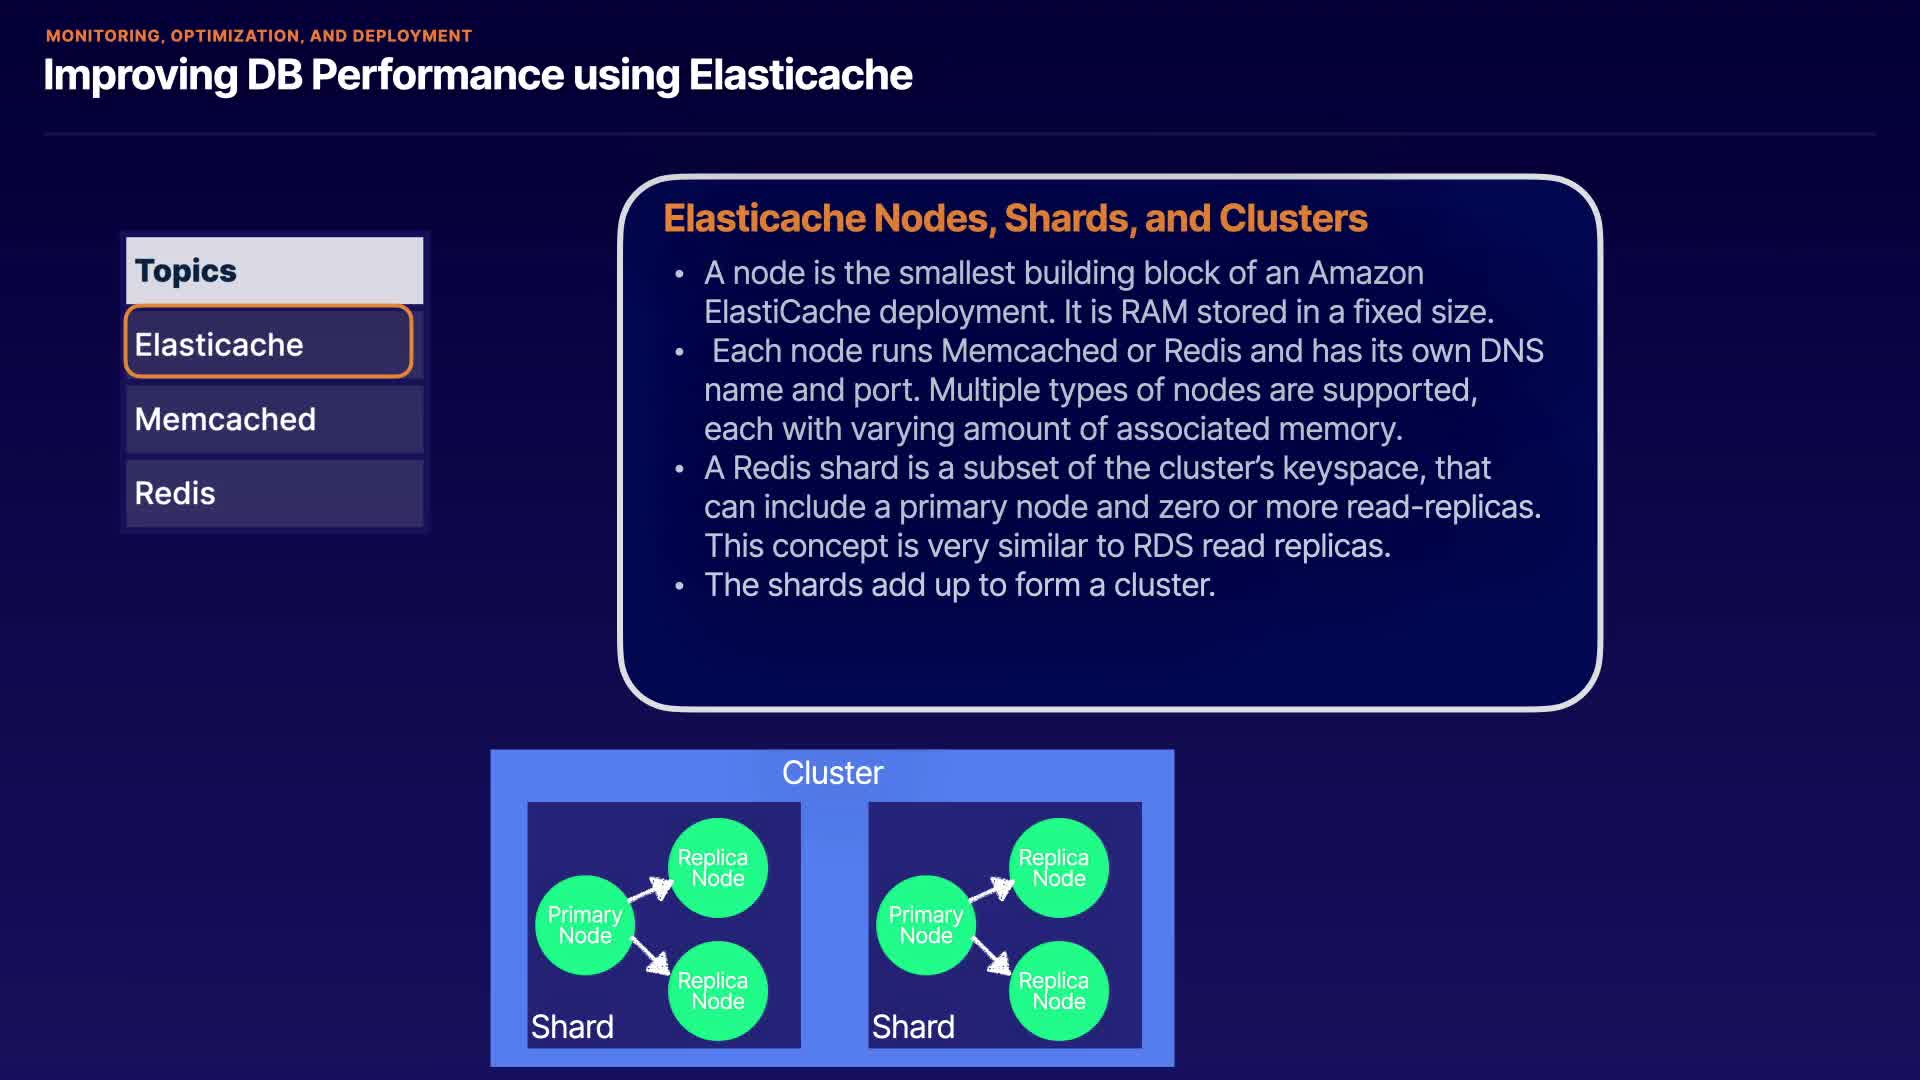 MONITORING, OPTIMIZATION, AND DEPLOYMENT
Improving DB Performance using Elasticache
Topics
Elasticache
Memcached
Redis
Elasticache Nodes, Shards, and Clusters
• A node is the smallest building block of an Amazon
ElastiCache deployment. It is RAM stored in a fixed size.
• Each node runs Memcached or Redis and has its own DNS
name and port. Multiple types of nodes are supported,
each with varying amount of associated memory.
• A Redis shard is a subset of the cluster’s keyspace, that
can include a primary node and zero or more read-replicas.
This concept is very similar to RDS read replicas.
• The shards add up to form a cluster.
Cluster
Replica
Node
Primary
Node
Replica
Node
Shard
Replica
Node
Primary
Node
Replica
Node
Shard